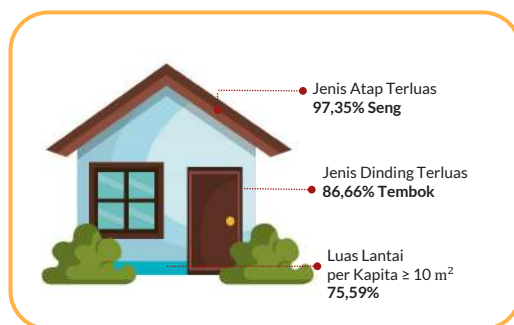 Jenis Atap Terluas
97,35% Seng
Jenis Dinding Terluas
86,66% Tembok
Luas Lantai
per Kapita ≥ 10 m²
75,59%